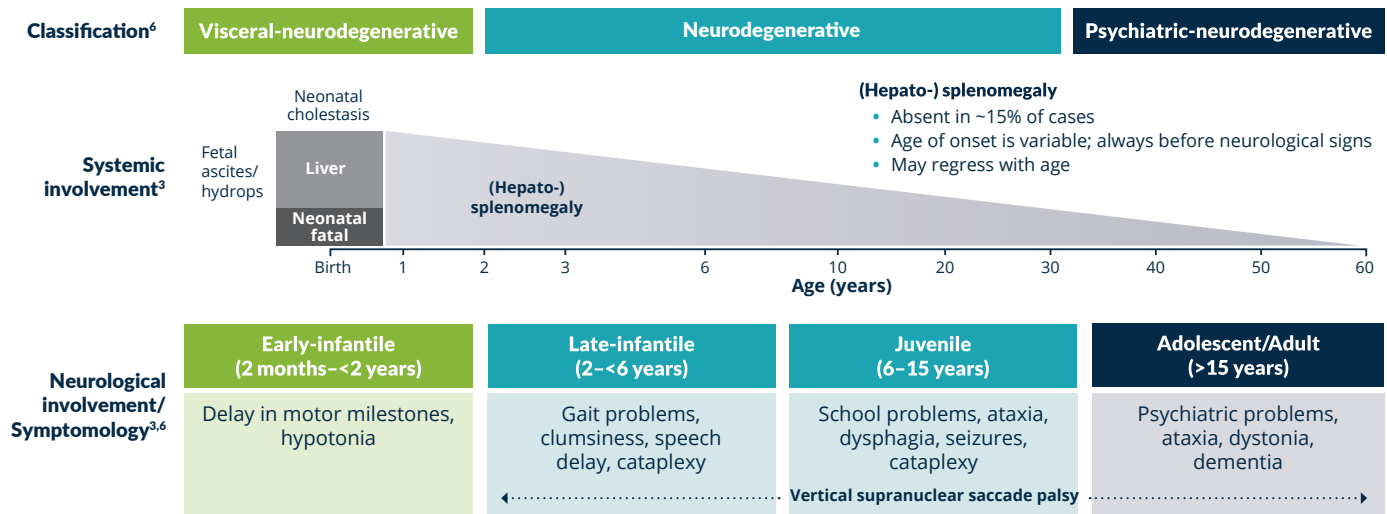 Classification⁶
Visceral-neurodegenerative
Neurodegenerative
Psychiatric-neurodegenerative
Systemic
involvement³
Neonatal
cholestasis
Fetal
ascites/
hydrops
Liver
Neonatal
fatal
(Hepato-)
splenomegaly
(Hepato-) splenomegaly
• Absent in ~15% of cases
• Age of onset is variable; always before neurological signs
• May regress with age
Birth 1 2 3 6 10 20 30 40 50 60
Age (years)
Neurological
involvement/
Symptomology³,⁶
Early-infantile
(2 months–<2 years)
Delay in motor milestones,
hypotonia
Late-infantile
(2–<6 years)
Gait problems,
clumsiness, speech
delay, cataplexy
Juvenile
(6–15 years)
School problems, ataxia,
dysphagia, seizures,
cataplexy
Adolescent/Adult
(>15 years)
Psychiatric problems,
ataxia, dystonia,
dementia
Vertical supranuclear saccade palsy